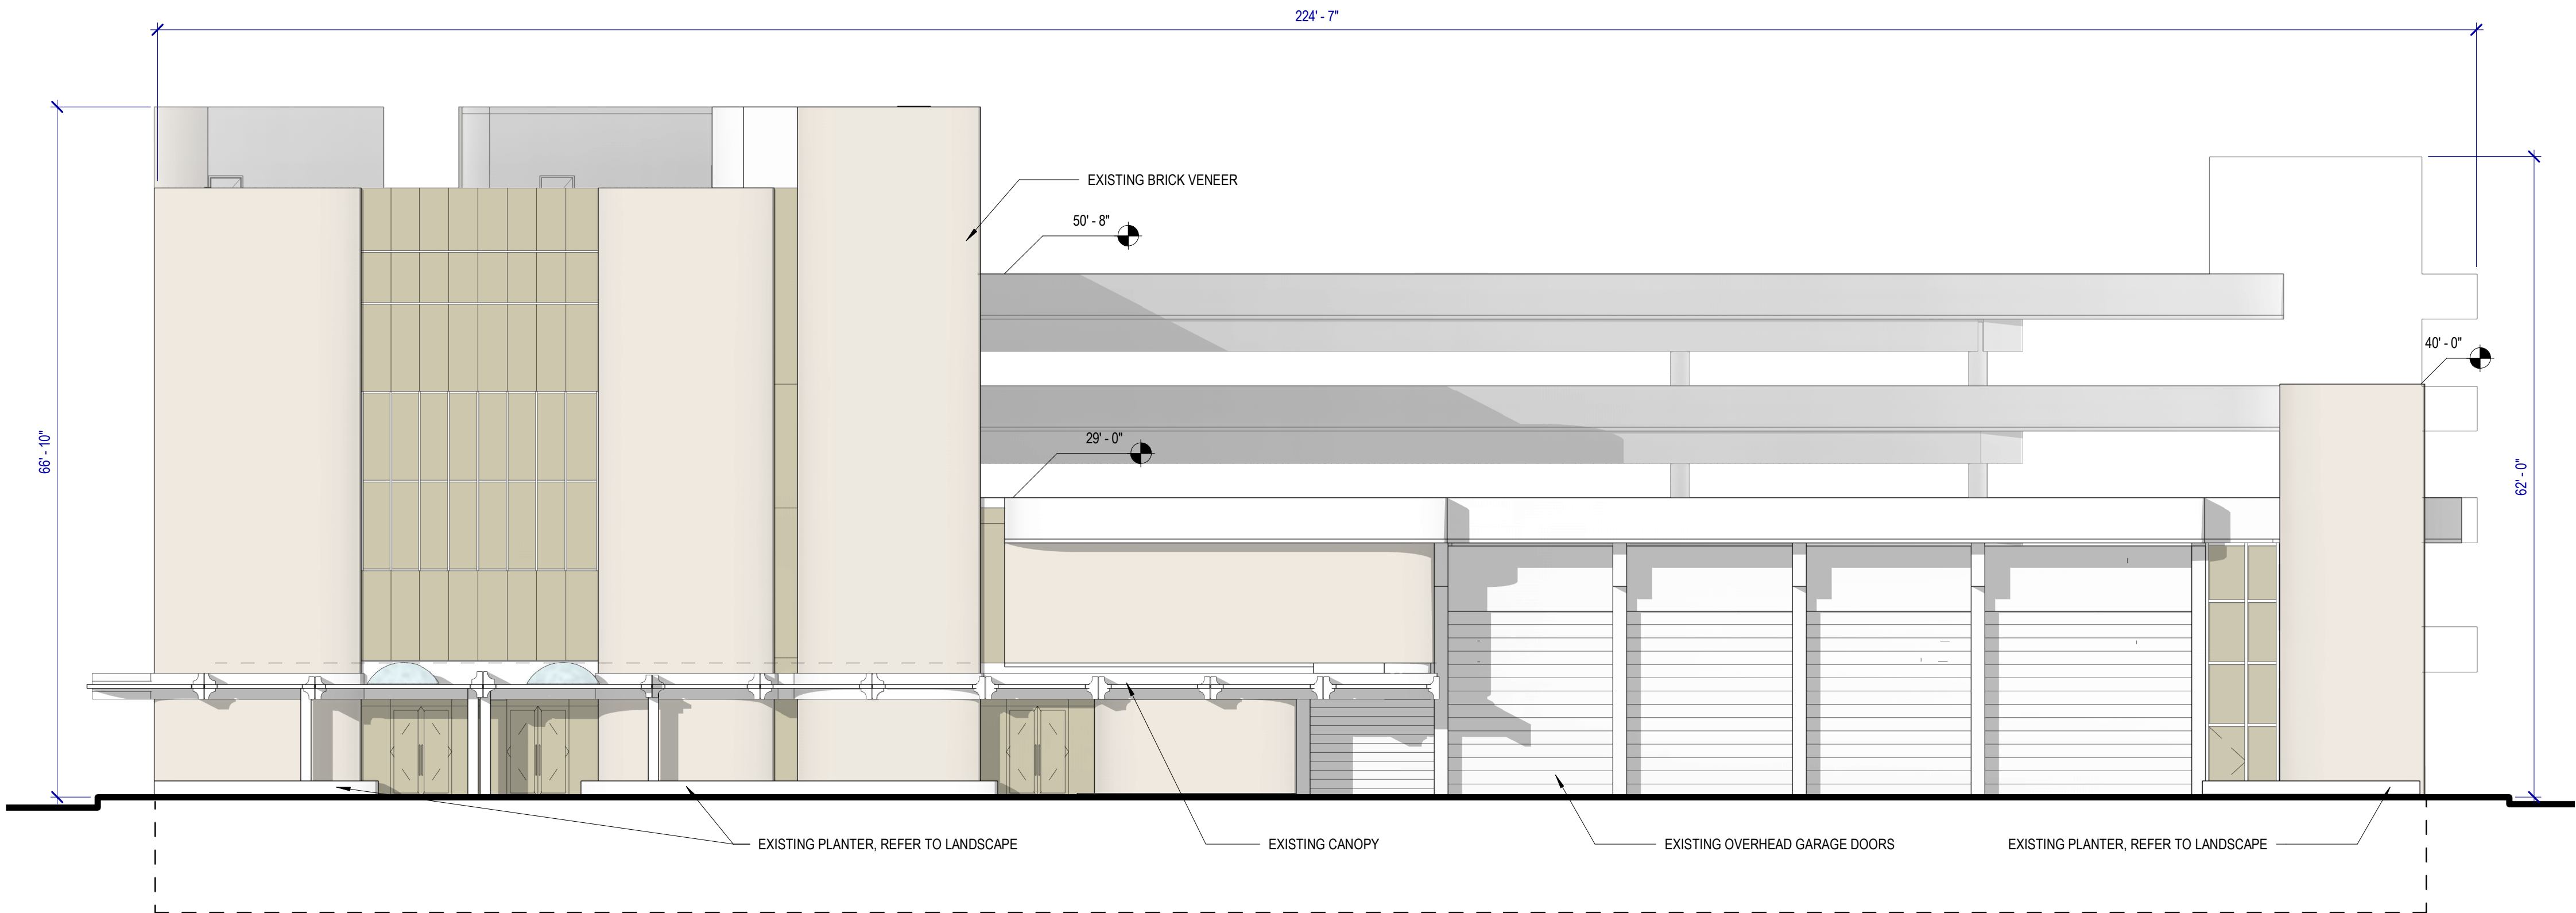 224' - 7"
EXISTING BRICK VENEER
50' - 8"
40' - 0"
29' - 0"
66' - 10"
62' - 0"
EXISTING PLANTER, REFER TO LANDSCAPE
EXISTING CANOPY
EXISTING OVERHEAD GARAGE DOORS
EXISTING PLANTER, REFER TO LANDSCAPE